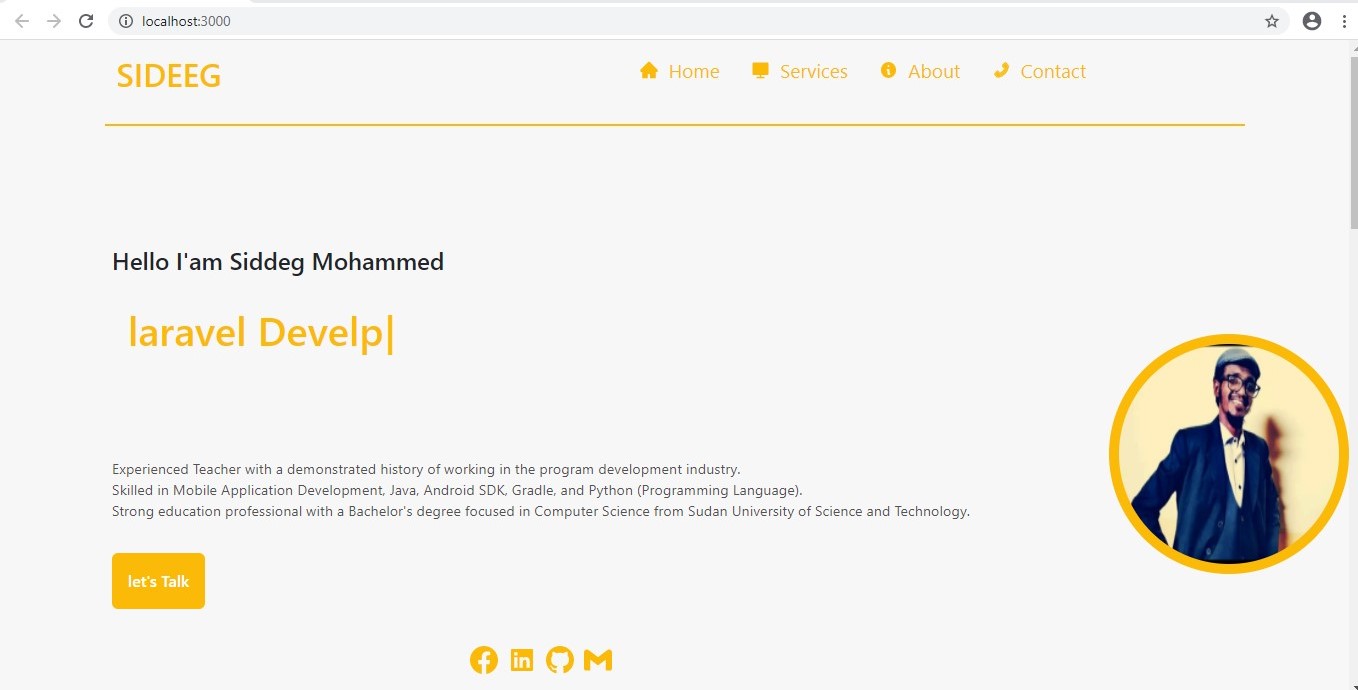 localhost:3000
SIDEEG
Home Services About Contact
Hello I'am Siddeg Mohammed
laravel Develp|
Experienced Teacher with a demonstrated history of working in the program development industry.
Skilled in Mobile Application Development, Java, Android SDK, Gradle, and Python (Programming Language).
Strong education professional with a Bachelor's degree focused in Computer Science from Sudan University of Science and Technology.
let's Talk